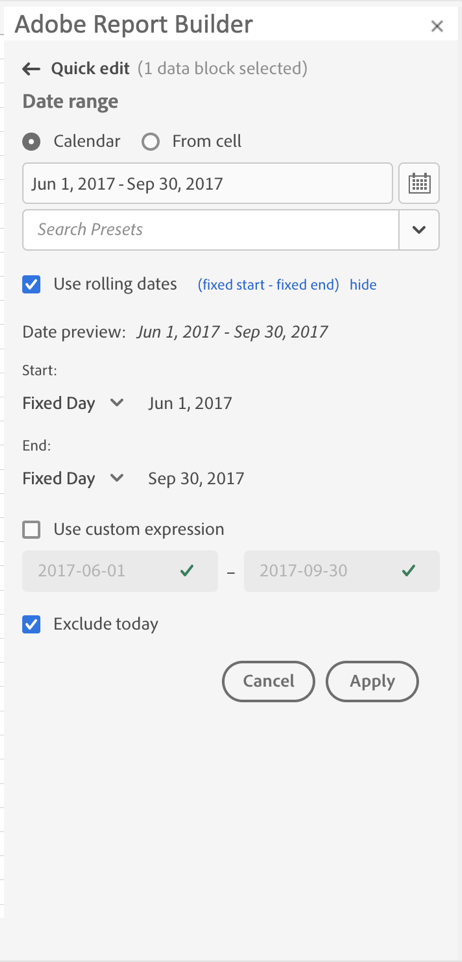 Adobe Report Builder
Quick edit (1 data block selected)
Date range
Calendar From cell
Jun 1, 2017 - Sep 30, 2017
Search Presets
Use rolling dates (fixed start - fixed end) hide
Date preview: Jun 1, 2017 - Sep 30, 2017
Start:
Fixed Day Jun 1, 2017
End:
Fixed Day Sep 30, 2017
Use custom expression
2017-06-01 – 2017-09-30
Exclude today
Cancel Apply